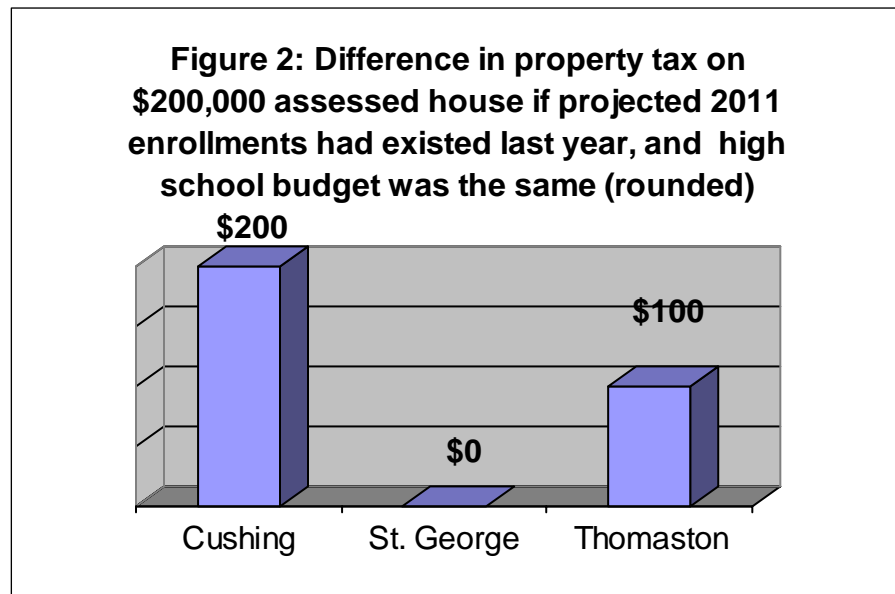 Figure 2: Difference in property tax on
$200,000 assessed house if projected 2011
enrollments had existed last year, and high
school budget was the same (rounded)
$200
$100
$0
Cushing St. George Thomaston